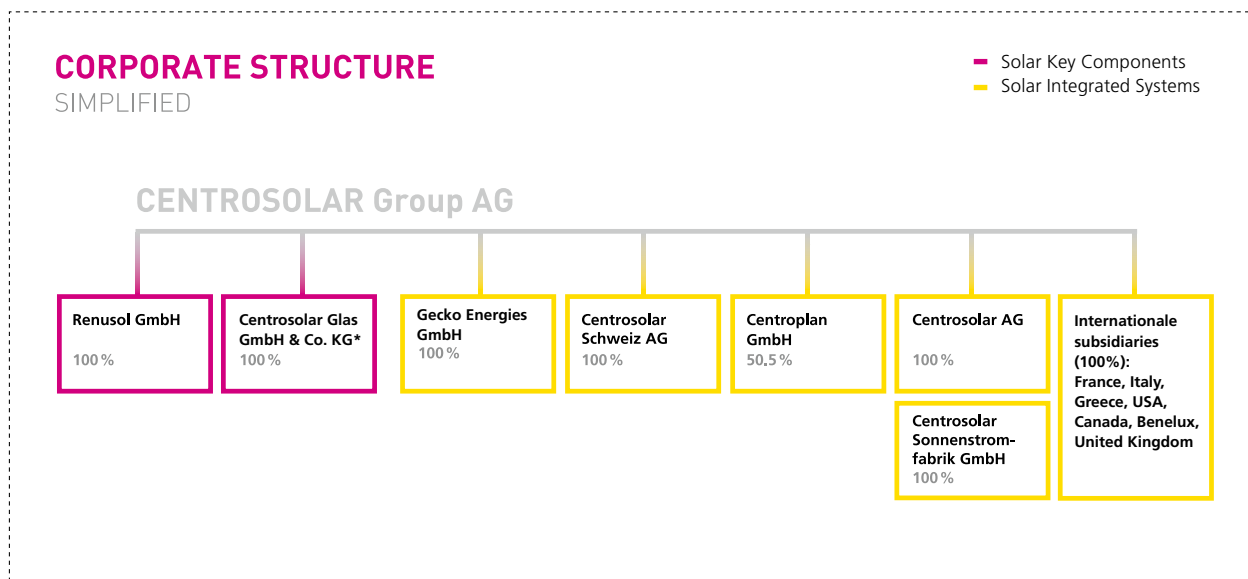 CORPORATE STRUCTURE
SIMPLIFIED
Solar Key Components
Solar Integrated Systems
CENTROSOLAR Group AG
Renusol GmbH
100 %
Centrosolar Glas
GmbH & Co. KG*
100 %
Gecko Energies
GmbH
100 %
Centrosolar
Schweiz AG
100 %
Centroplan
GmbH
50.5 %
Centrosolar AG
100 %
Centrosolar
Sonnenstrom-
fabrik GmbH
100 %
Internationale
subsidiaries
(100%):
France, Italy,
Greece, USA,
Canada, Benelux,
United Kingdom